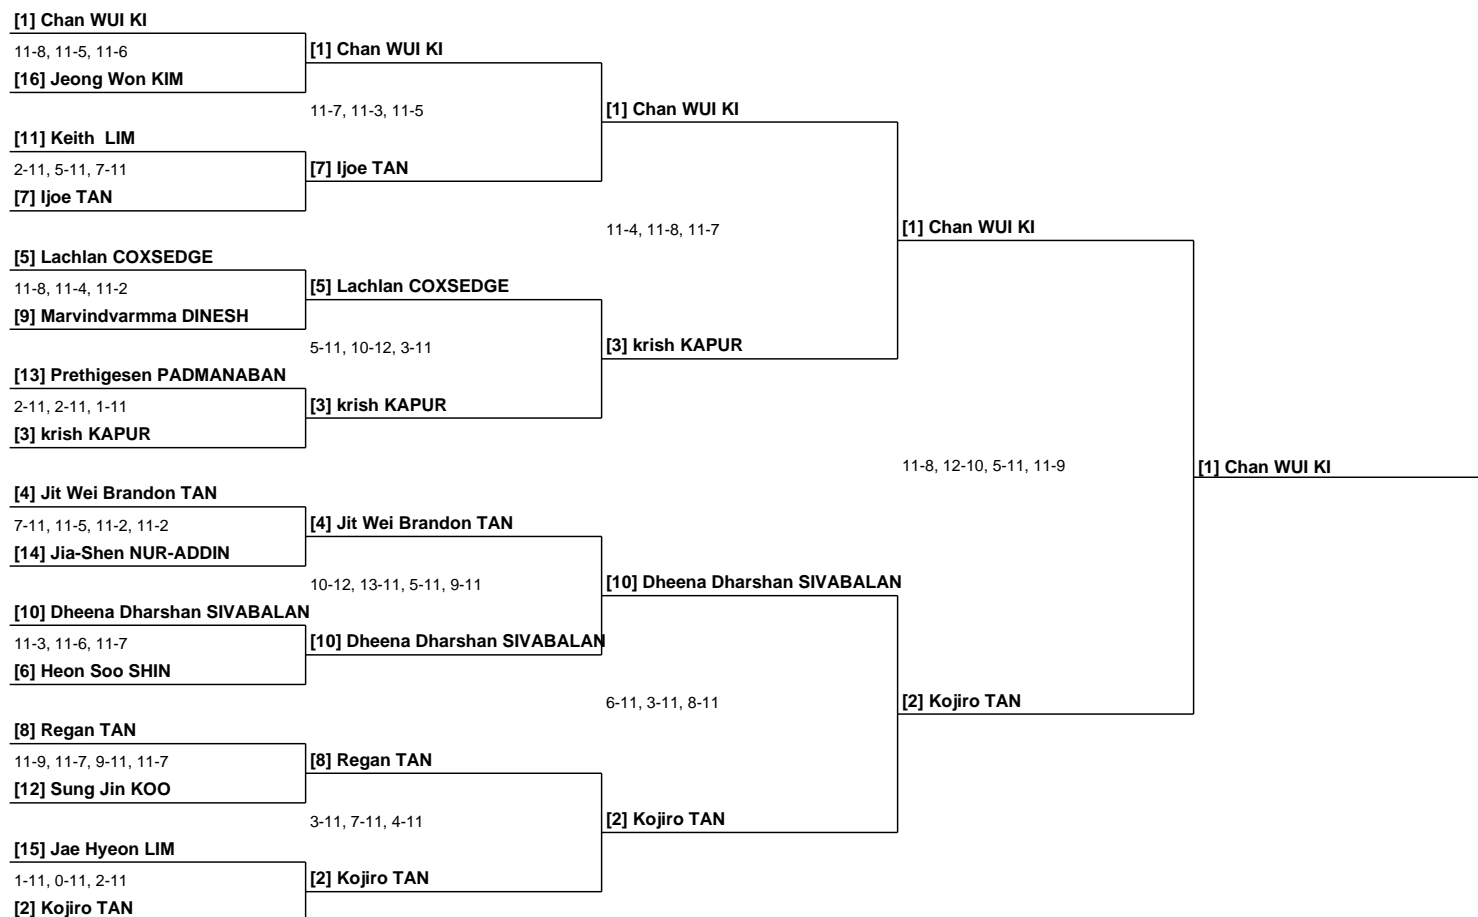 [1] Chan WUI KI
11-8, 11-5, 11-6
[1] Chan WUI KI
[16] Jeong Won KIM
11-7, 11-3, 11-5
[1] Chan WUI KI
[11] Keith  LIM
2-11, 5-11, 7-11
[7] Ijoe TAN
[7] Ijoe TAN
11-4, 11-8, 11-7
[1] Chan WUI KI
[5] Lachlan COXSEDGE
11-8, 11-4, 11-2
[5] Lachlan COXSEDGE
[9] Marvindvarmma DINESH
5-11, 10-12, 3-11
[3] krish KAPUR
[13] Prethigesen PADMANABAN
2-11, 2-11, 1-11
[3] krish KAPUR
[3] krish KAPUR
11-8, 12-10, 5-11, 11-9
[1] Chan WUI KI
[4] Jit Wei Brandon TAN
7-11, 11-5, 11-2, 11-2
[4] Jit Wei Brandon TAN
[14] Jia-Shen NUR-ADDIN
10-12, 13-11, 5-11, 9-11
[10] Dheena Dharshan SIVABALAN
[10] Dheena Dharshan SIVABALAN
11-3, 11-6, 11-7
[10] Dheena Dharshan SIVABALAN
[6] Heon Soo SHIN
6-11, 3-11, 8-11
[2] Kojiro TAN
[8] Regan TAN
11-9, 11-7, 9-11, 11-7
[8] Regan TAN
[12] Sung Jin KOO
3-11, 7-11, 4-11
[2] Kojiro TAN
[15] Jae Hyeon LIM
1-11, 0-11, 2-11
[2] Kojiro TAN
[2] Kojiro TAN